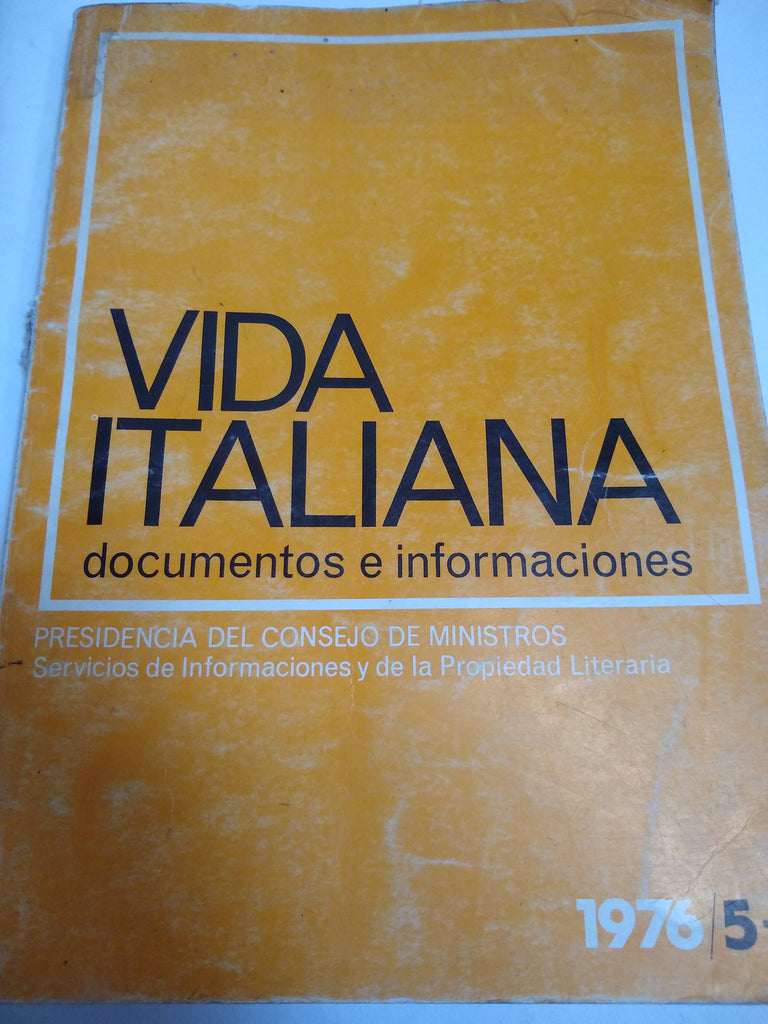 VIDA
ITALIANA
documentos e informaciones
PRESIDENCIA DEL CONSEJO DE MINISTROS
Servicios de Informaciones y de la Propiedad Literaria
1976/5-